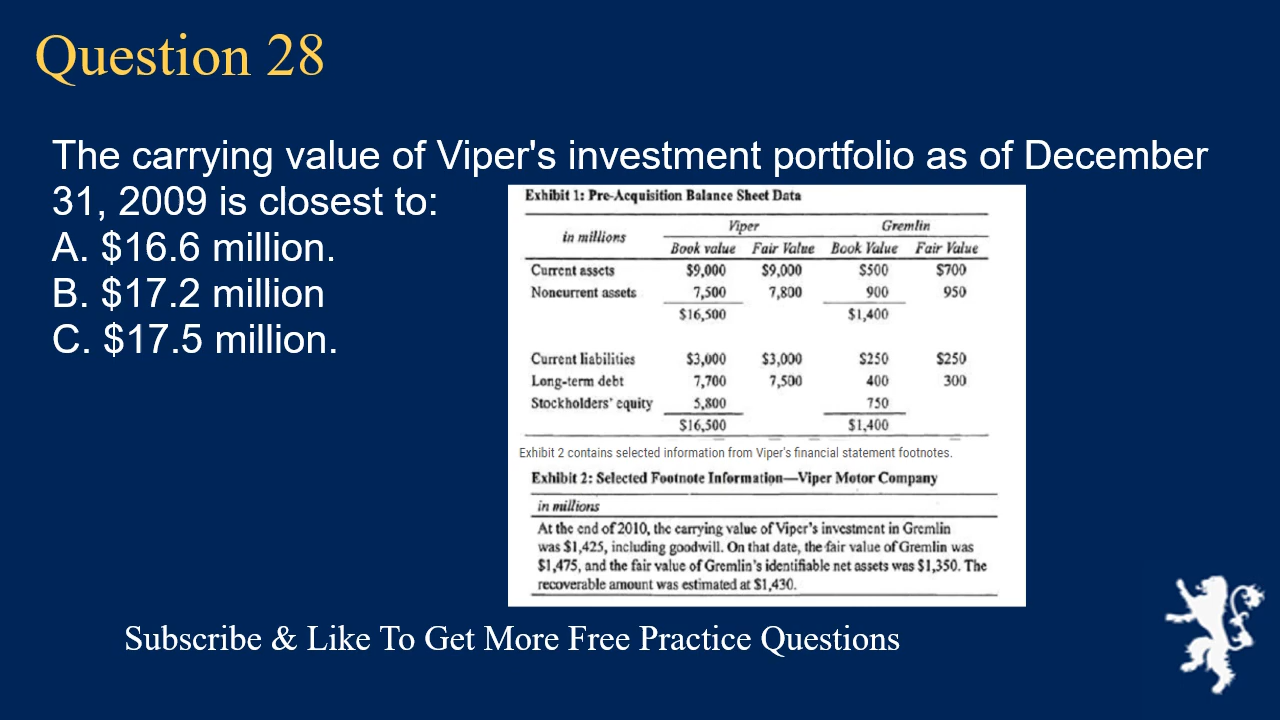 Question 28
The carrying value of Viper's investment portfolio as of December
31, 2009 is closest to:
A. $16.6 million.
B. $17.2 million
C. $17.5 million.
Exhibit 1: Pre-Acquisition Balance Sheet Data
in millions Viper Gremlin
Book value Fair Value Book Value Fair Value
Current assets $9,000 $9,000 $500 $700
Noncurrent assets 7,500 7,800 900 950
$16,500 $1,400
Current liabilities $3,000 $3,000 $250 $250
Long-term debt 7,700 7,500 400 300
Stockholders' equity 5,800 750
$16,500 $1,400
Exhibit 2 contains selected information from Viper's financial statement footnotes.
Exhibit 2: Selected Footnote Information—Viper Motor Company
in millions
At the end of 2010, the carrying value of Viper's investment in Gremlin
was $1,425, including goodwill. On that date, the fair value of Gremlin was
$1,475, and the fair value of Gremlin's identifiable net assets was $1,350. The
recoverable amount was estimated at $1,430.
Subscribe & Like To Get More Free Practice Questions